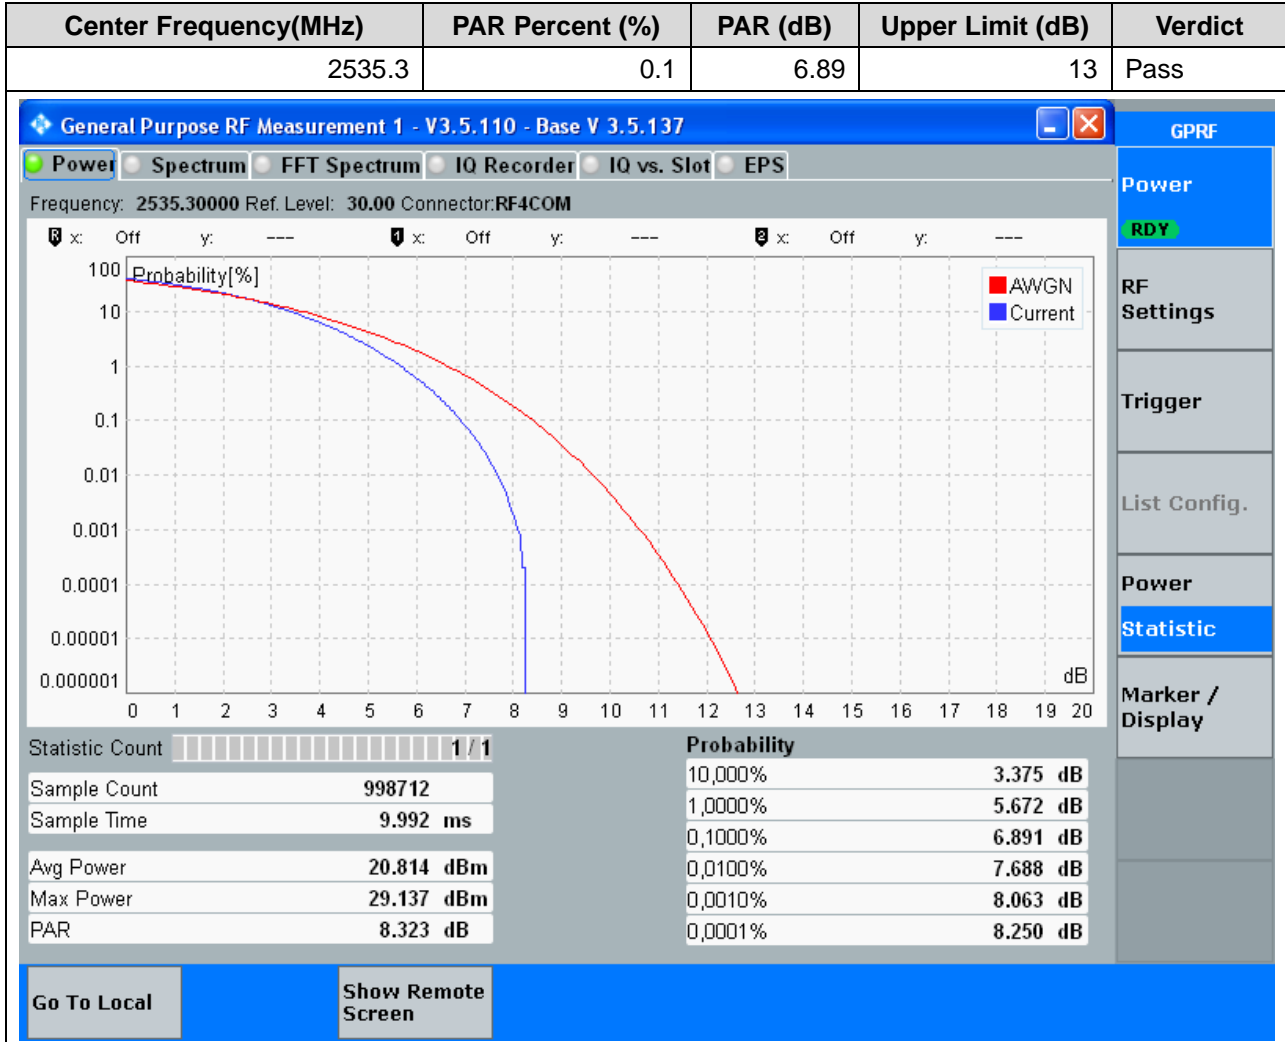 Center Frequency(MHz) PAR Percent (%) PAR (dB) Upper Limit (dB) Verdict
2535.3 0.1 6.89 13 Pass
General Purpose RF Measurement 1 - V3.5.110 - Base V 3.5.137
GPRF
Power Spectrum FFT Spectrum IQ Recorder IQ vs. Slot EPS
Power
RDY
Frequency: 2535.30000 Ref. Level: 30.00 Connector:RF4COM
R x: Off y: --- 1 x: Off y: --- 2 x: Off y: ---
Probability[%]
AWGN
Current
100
10
1
0.1
0.01
0.001
0.0001
0.00001
0.000001
dB
0 1 2 3 4 5 6 7 8 9 10 11 12 13 14 15 16 17 18 19 20
RF
Settings
Trigger
List Config.
Power
Statistic
Marker /
Display
Statistic Count 1 / 1
Sample Count 998712
Sample Time 9.992 ms
Avg Power 20.814 dBm
Max Power 29.137 dBm
PAR 8.323 dB
Probability
10,000% 3.375 dB
1,0000% 5.672 dB
0,1000% 6.891 dB
0,0100% 7.688 dB
0,0010% 8.063 dB
0,0001% 8.250 dB
Go To Local
Show Remote
Screen